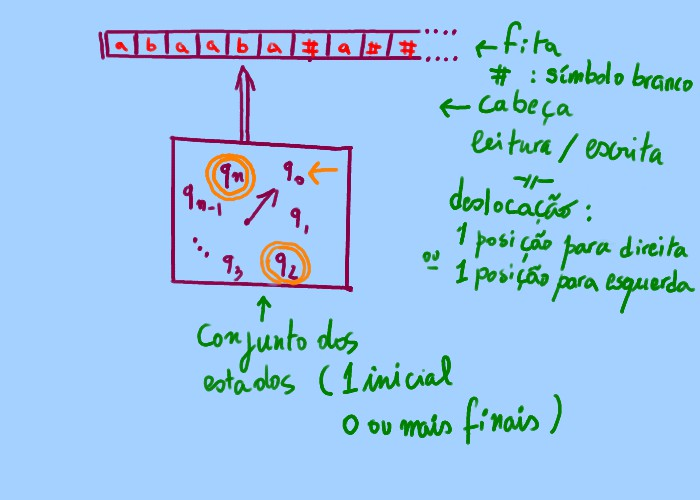 a b a a b a # a # #
← fita
# : símbolo branco
← cabeça
leitura / escrita
deslocação :
1 posição para direita
ou
1 posição para esquerda
qn q0 ←
qn-1 q1
q3 q2
↑
Conjunto dos
estados ( 1 inicial
0 ou mais finais )